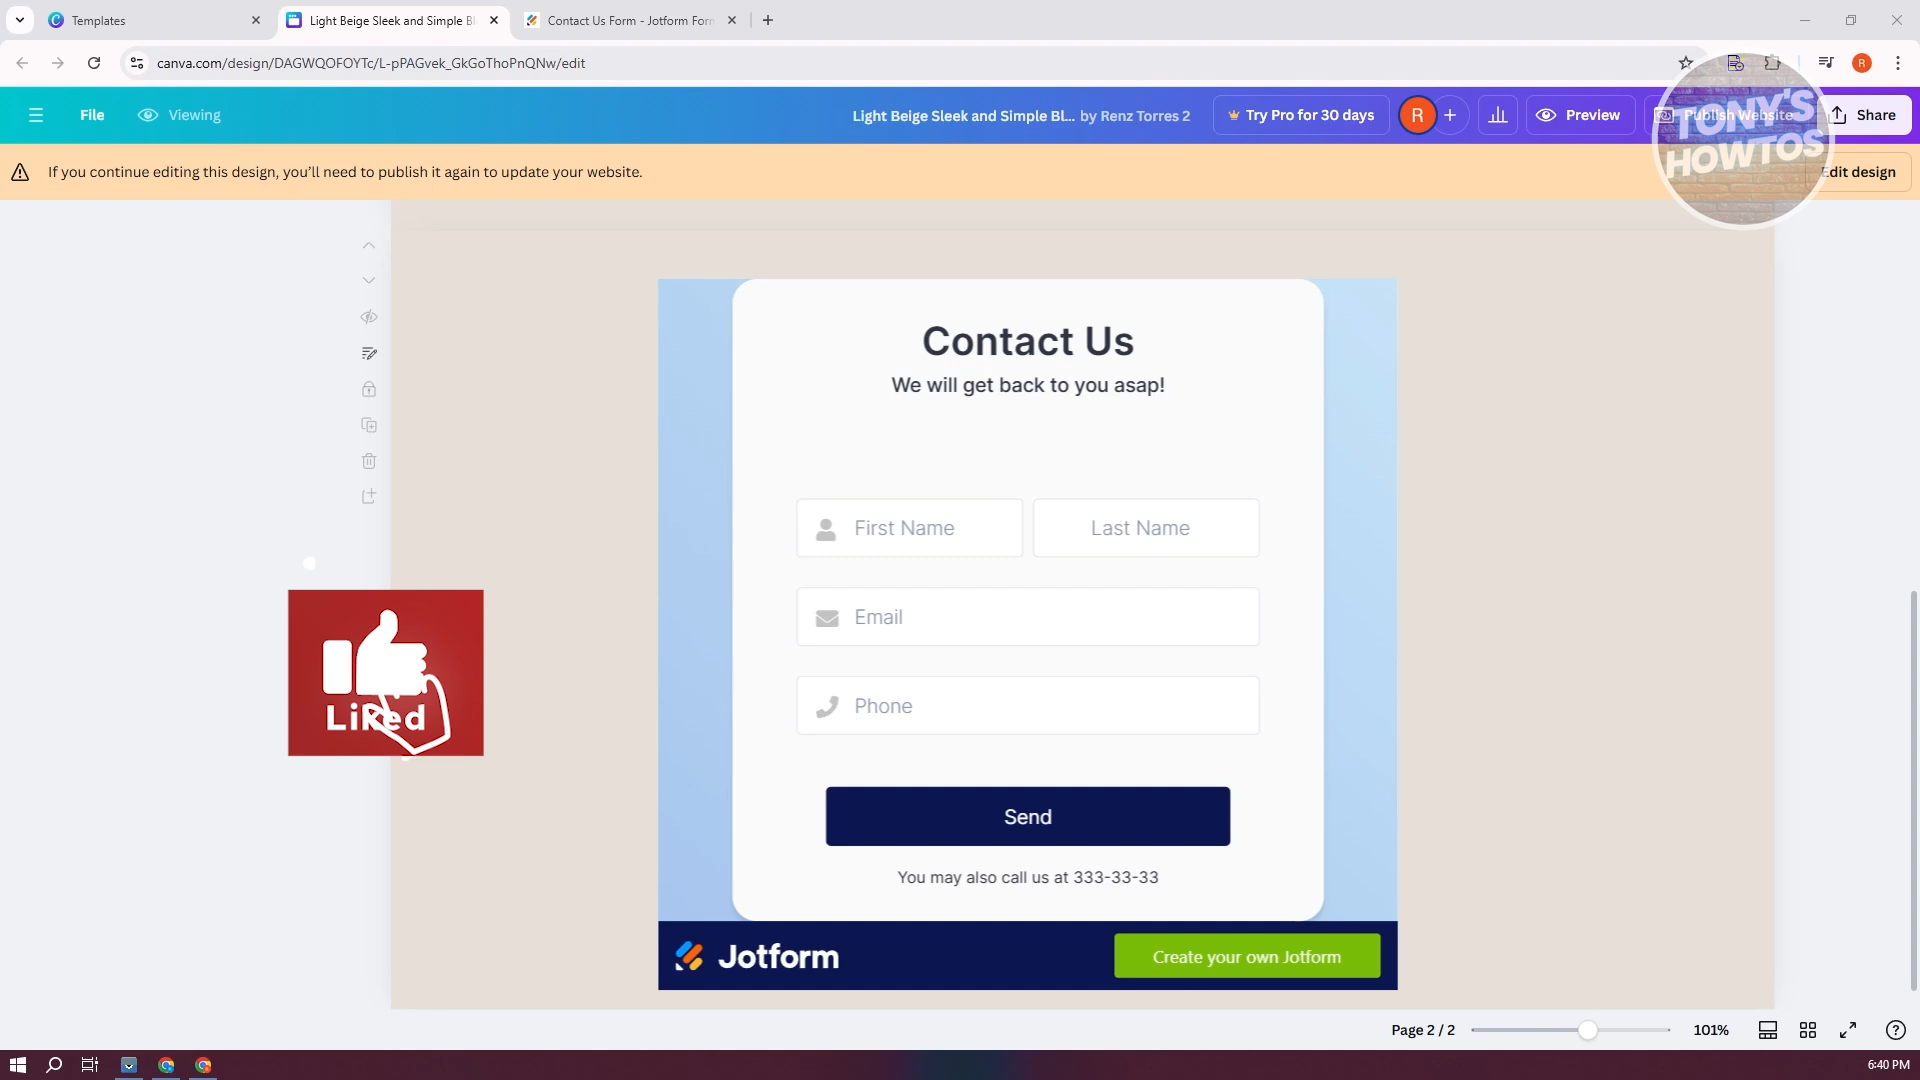 Templates
Light Beige Sleek and Simple Bl
Contact Us Form - Jotform Form
canva.com/design/DAGWQOFOYTc/L-pPAGvek_GkGoThoPnQNw/edit
R
File
Viewing
Light Beige Sleek and Simple Bl... by Renz Torres 2
Try Pro for 30 days
R
Preview
Publish Website
Share
TONY'S
HOWTOS
If you continue editing this design, you'll need to publish it again to update your website.
Edit design
Contact Us
We will get back to you asap!
First Name
Last Name
Email
Phone
Liked
Send
You may also call us at 333-33-33
Jotform
Create your own Jotform
Page 2 / 2
101%
6:40 PM